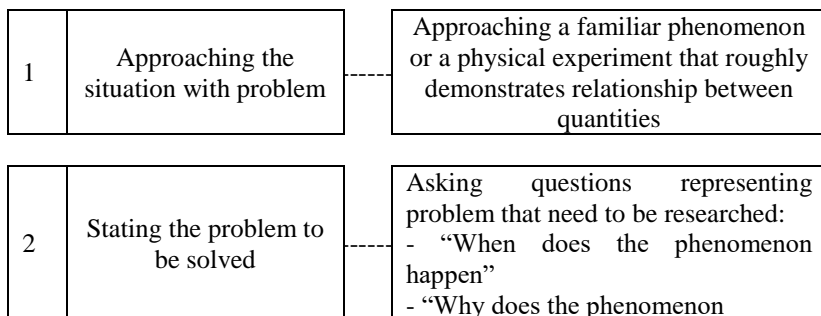 1
Approaching the
situation with problem
Approaching a familiar phenomenon
or a physical experiment that roughly
demonstrates relationship between
quantities
2
Stating the problem to
be solved
Asking questions representing
problem that need to be researched:
- “When does the phenomenon
happen”
- “Why does the phenomenon